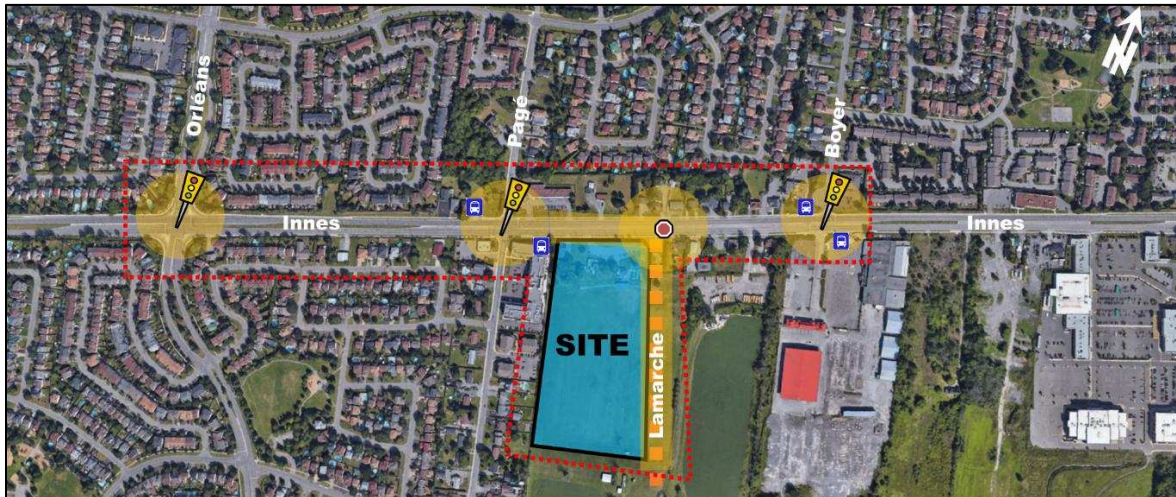 Orléans
Pagé
Boyer
N
Innes
Innes
SITE
Lamarche